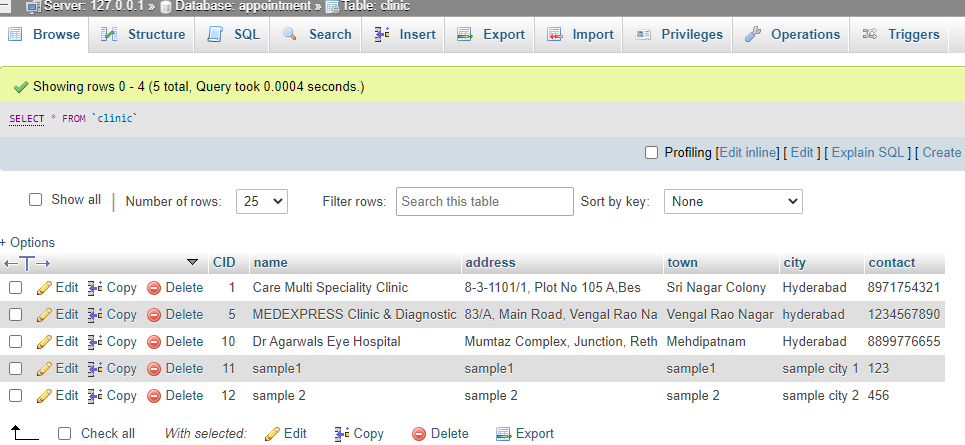 Server: 127.0.0.1 » Database: appointment » Table: clinic
Browse Structure SQL Search Insert Export Import Privileges Operations Triggers
Showing rows 0 - 4 (5 total, Query took 0.0004 seconds.)
SELECT * FROM `clinic`
Profiling [Edit inline] [ Edit ] [ Explain SQL ] [ Create
Show all | Number of rows: 25 Filter rows: Search this table Sort by key: None
+ Options
←T→ CID name address town city contact
Edit Copy Delete 1 Care Multi Speciality Clinic 8-3-1101/1, Plot No 105 A,Bes Sri Nagar Colony Hyderabad 8971754321
Edit Copy Delete 5 MEDEXPRESS Clinic & Diagnostic 83/A, Main Road, Vengal Rao Na Vengal Rao Nagar hyderabad 1234567890
Edit Copy Delete 10 Dr Agarwals Eye Hospital Mumtaz Complex, Junction, Reth Mehdipatnam Hyderabad 8899776655
Edit Copy Delete 11 sample1 sample1 sample1 sample city 1 123
Edit Copy Delete 12 sample 2 sample 2 sample 2 sample city 2 456
Check all With selected: Edit Copy Delete Export